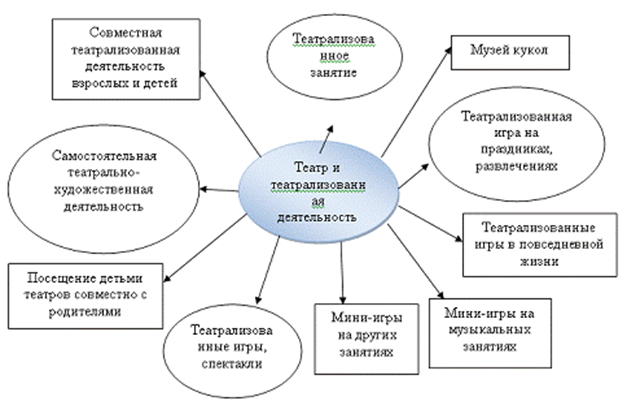 Совместная
театрализованная
деятельность
взрослых и детей
Театрализова
нное
занятие
Музей кукол
Театрализованная
игра на
праздниках,
развлечениях
Самостоятельная
театрально-
художественная
деятельность
Театр и
театрализованн
ая
деятельность
Театрализованные
игры в повседневной
жизни
Посещение детьми
театров совместно с
родителями
Театрализова
нные игры,
спектакли
Мини-игры
на других
занятиях
Мини-игры на
музыкальных
занятиях